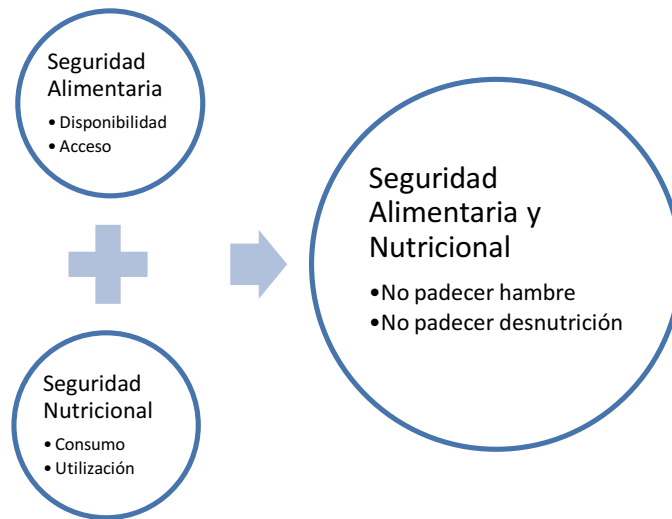 Seguridad
Alimentaria
• Disponibilidad
• Acceso
Seguridad
Nutricional
• Consumo
• Utilización
Seguridad
Alimentaria y
Nutricional
•No padecer hambre
•No padecer desnutrición